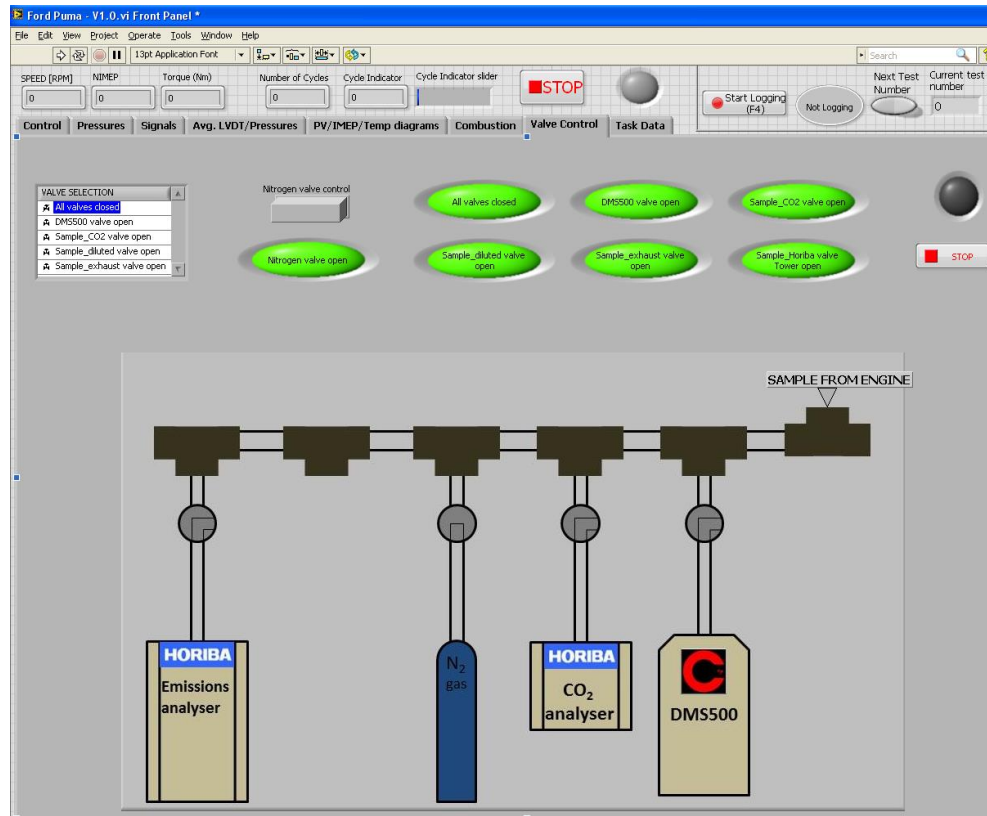 Ford Puma - V1.0.vi Front Panel *
File Edit View Project Operate Tools Window Help
13pt Application Font
Search
SPEED [RPM] NIMEP Torque (Nm) Number of Cycles Cycle Indicator Cycle Indicator slider
STOP
Next Test Number
Current test number
0 0 0 0 0
Start Logging (F4)
Not Logging
0
Control Pressures Signals Avg. LVDT/Pressures PV/IMEP/Temp diagrams Combustion Valve Control Task Data
VALVE SELECTION
All valves closed
DMS500 valve open
Sample_CO2 valve open
Sample_diluted valve open
Sample_exhaust valve open
Nitrogen valve control
All valves closed
DMS500 valve open
Sample_CO2 valve open
Nitrogen valve open
Sample_diluted valve
open
Sample_exhaust valve
open
Sample_Horiba valve
Tower open
STOP
SAMPLE FROM ENGINE
HORIBA
Emissions
analyser
N2
gas
HORIBA
CO2
analyser
DMS500